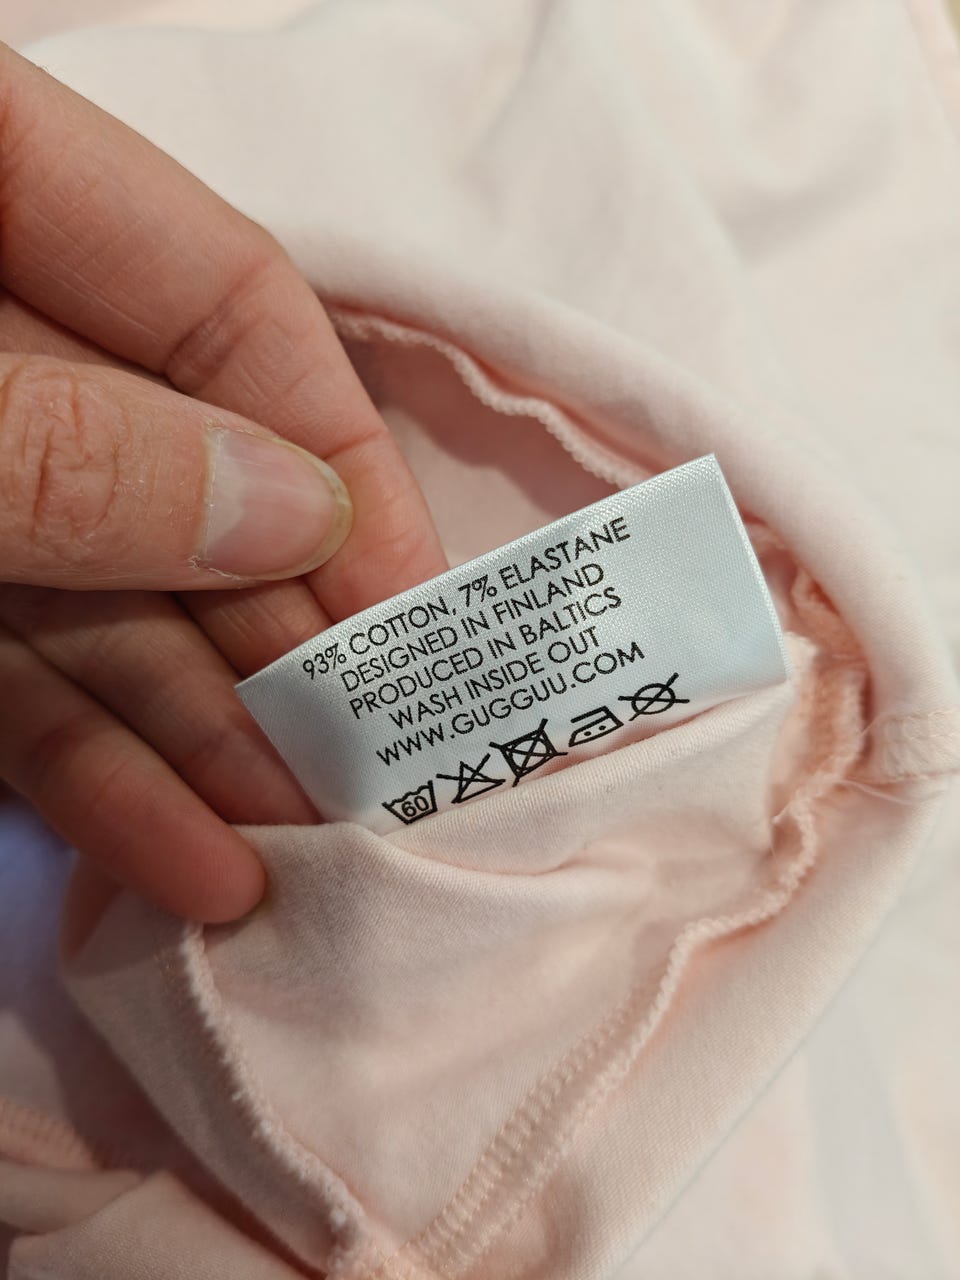 93% COTTON, 7% ELASTANE
DESIGNED IN FINLAND
PRODUCED IN BALTICS
WASH INSIDE OUT
WWW.GUGGUU.COM
60